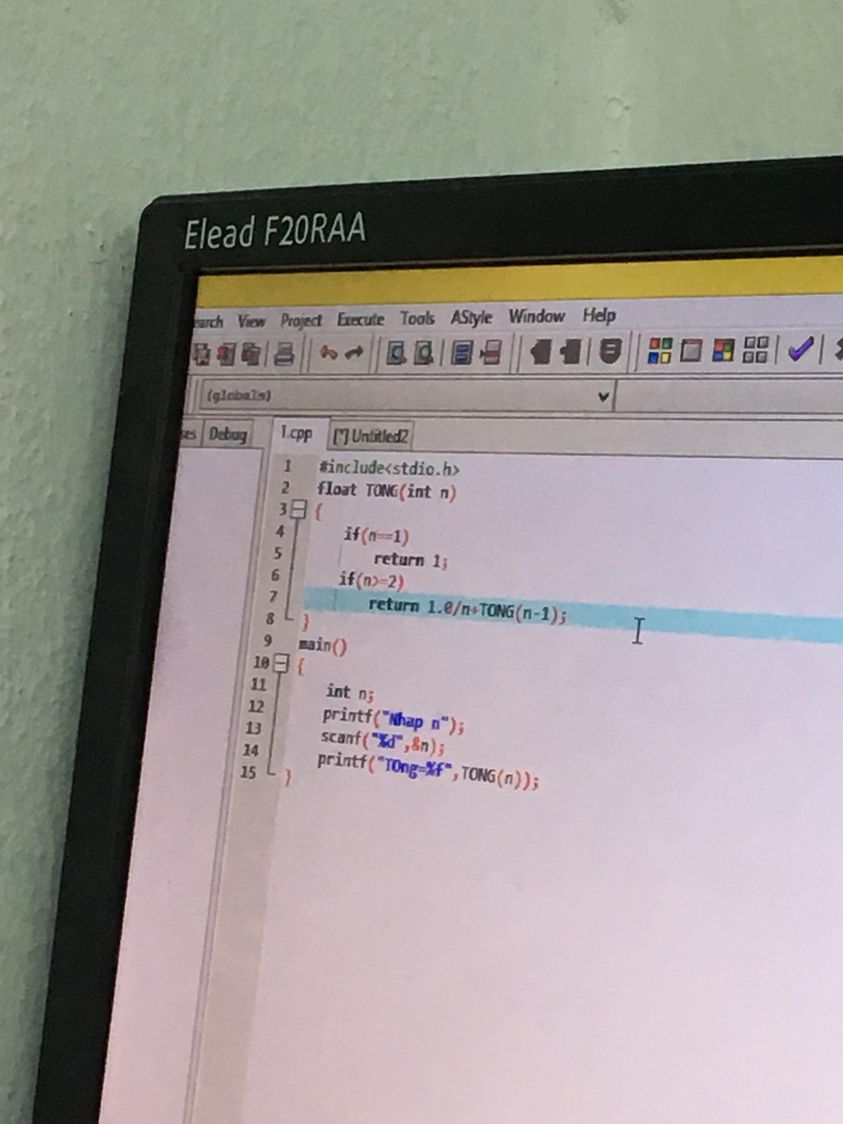 Elead F20RAA
earch View Project Execute Tools AStyle Window Help
(globals)
es Debug 1.cpp [*] Untitled2
1 #include<stdio.h>
2 float TONG(int n)
3 {
4 if(n==1)
5 return 1;
6 if(n>=2)
7 return 1.0/n+TONG(n-1);
8 }
9 main()
10 {
11 int n;
12 printf("Nhap n");
13 scanf("%d",&n);
14 printf("TOng=%f",TONG(n));
15 }